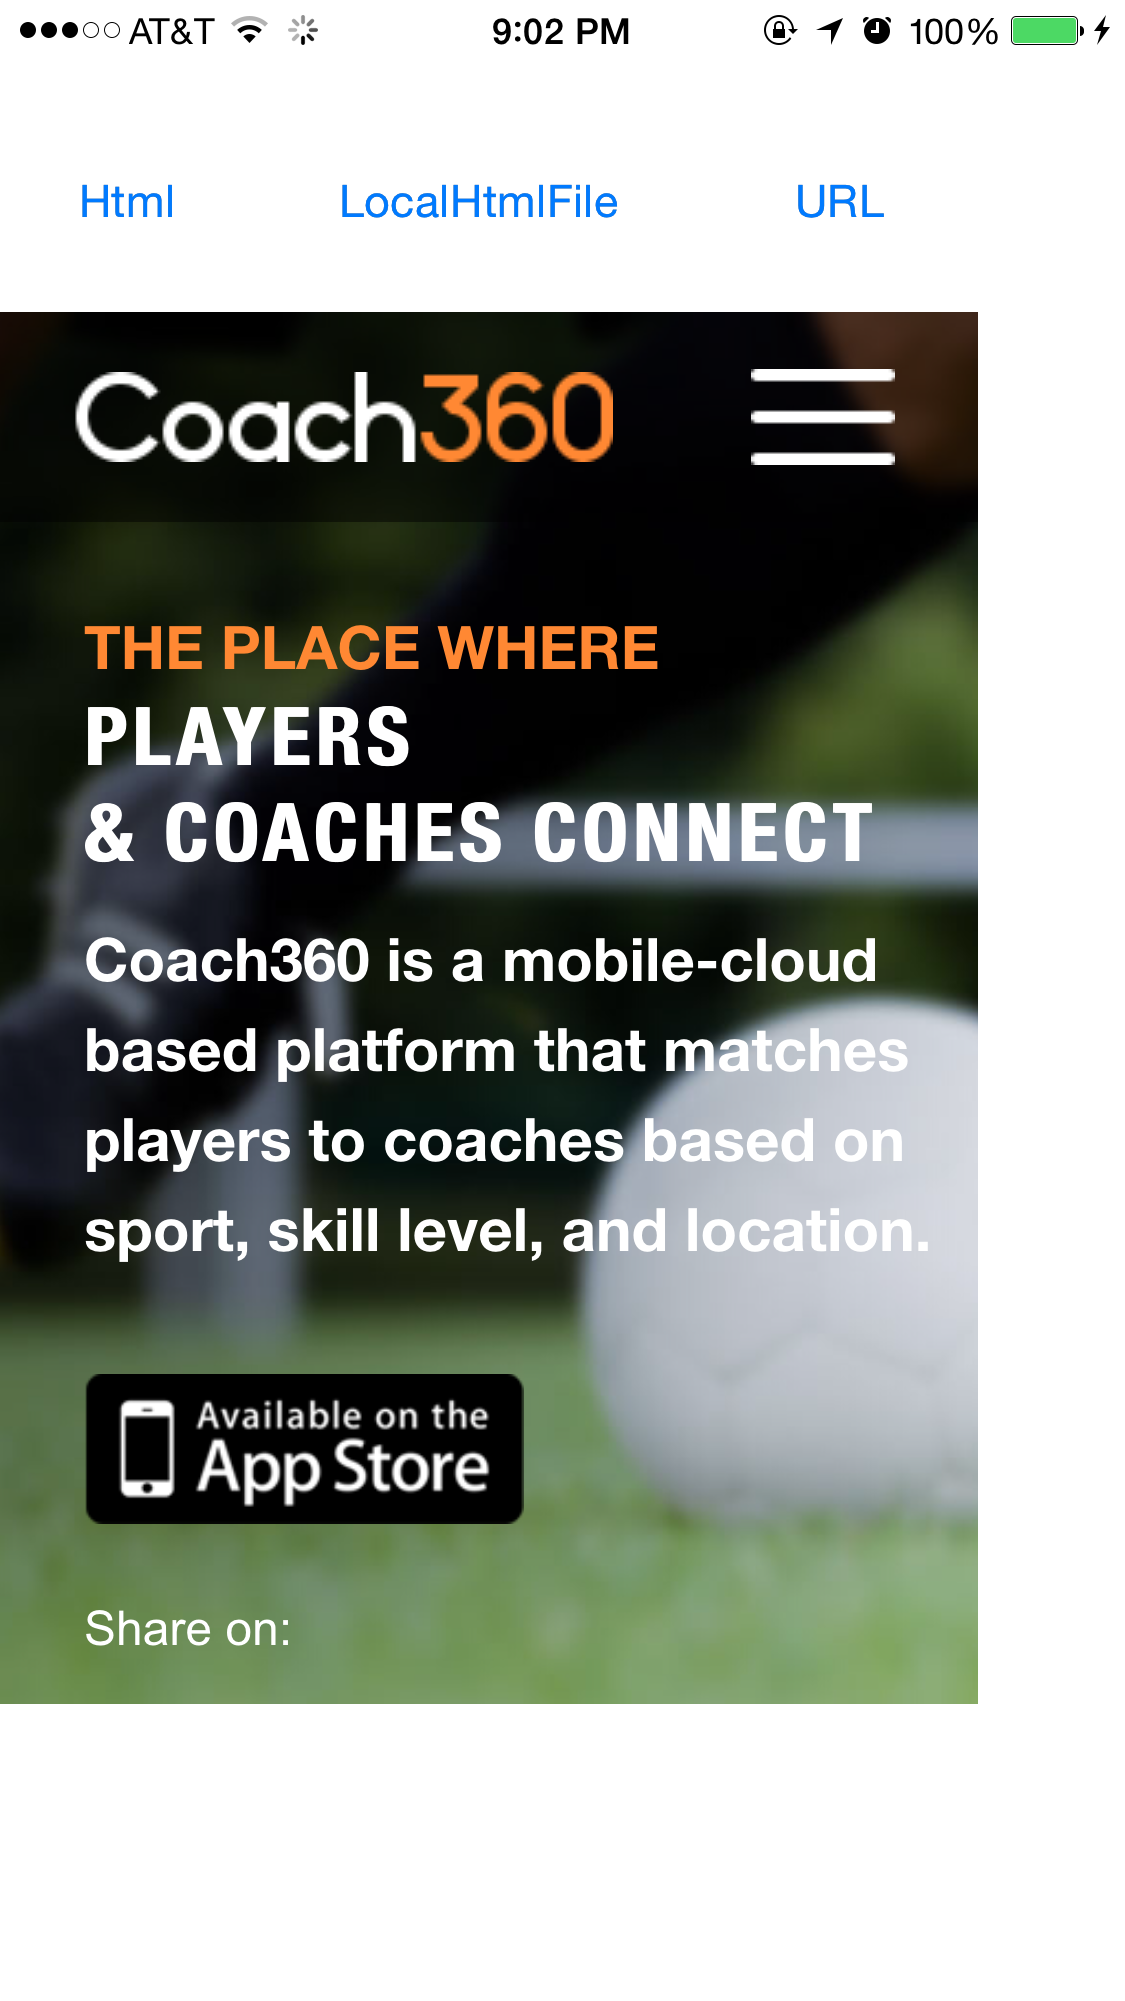 AT&T 9:02 PM 100%
Html LocalHtmlFile URL
Coach360
THE PLACE WHERE
PLAYERS
& COACHES CONNECT
Coach360 is a mobile-cloud
based platform that matches
players to coaches based on
sport, skill level, and location.
Available on the
App Store
Share on: